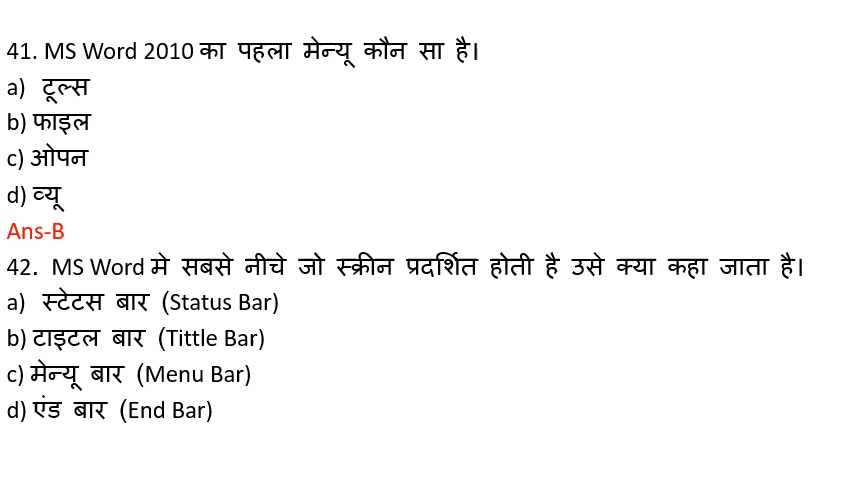 41. MS Word 2010 का पहला मेन्यू कौन सा है।
a) टूल्स
b) फाइल
c) ओपन
d) व्यू
Ans-B
42. MS Word मे सबसे नीचे जो स्क्रीन प्रदर्शित होती है उसे क्या कहा जाता है।
a) स्टेटस बार (Status Bar)
b) टाइटल बार (Tittle Bar)
c) मेन्यू बार (Menu Bar)
d) एंड बार (End Bar)